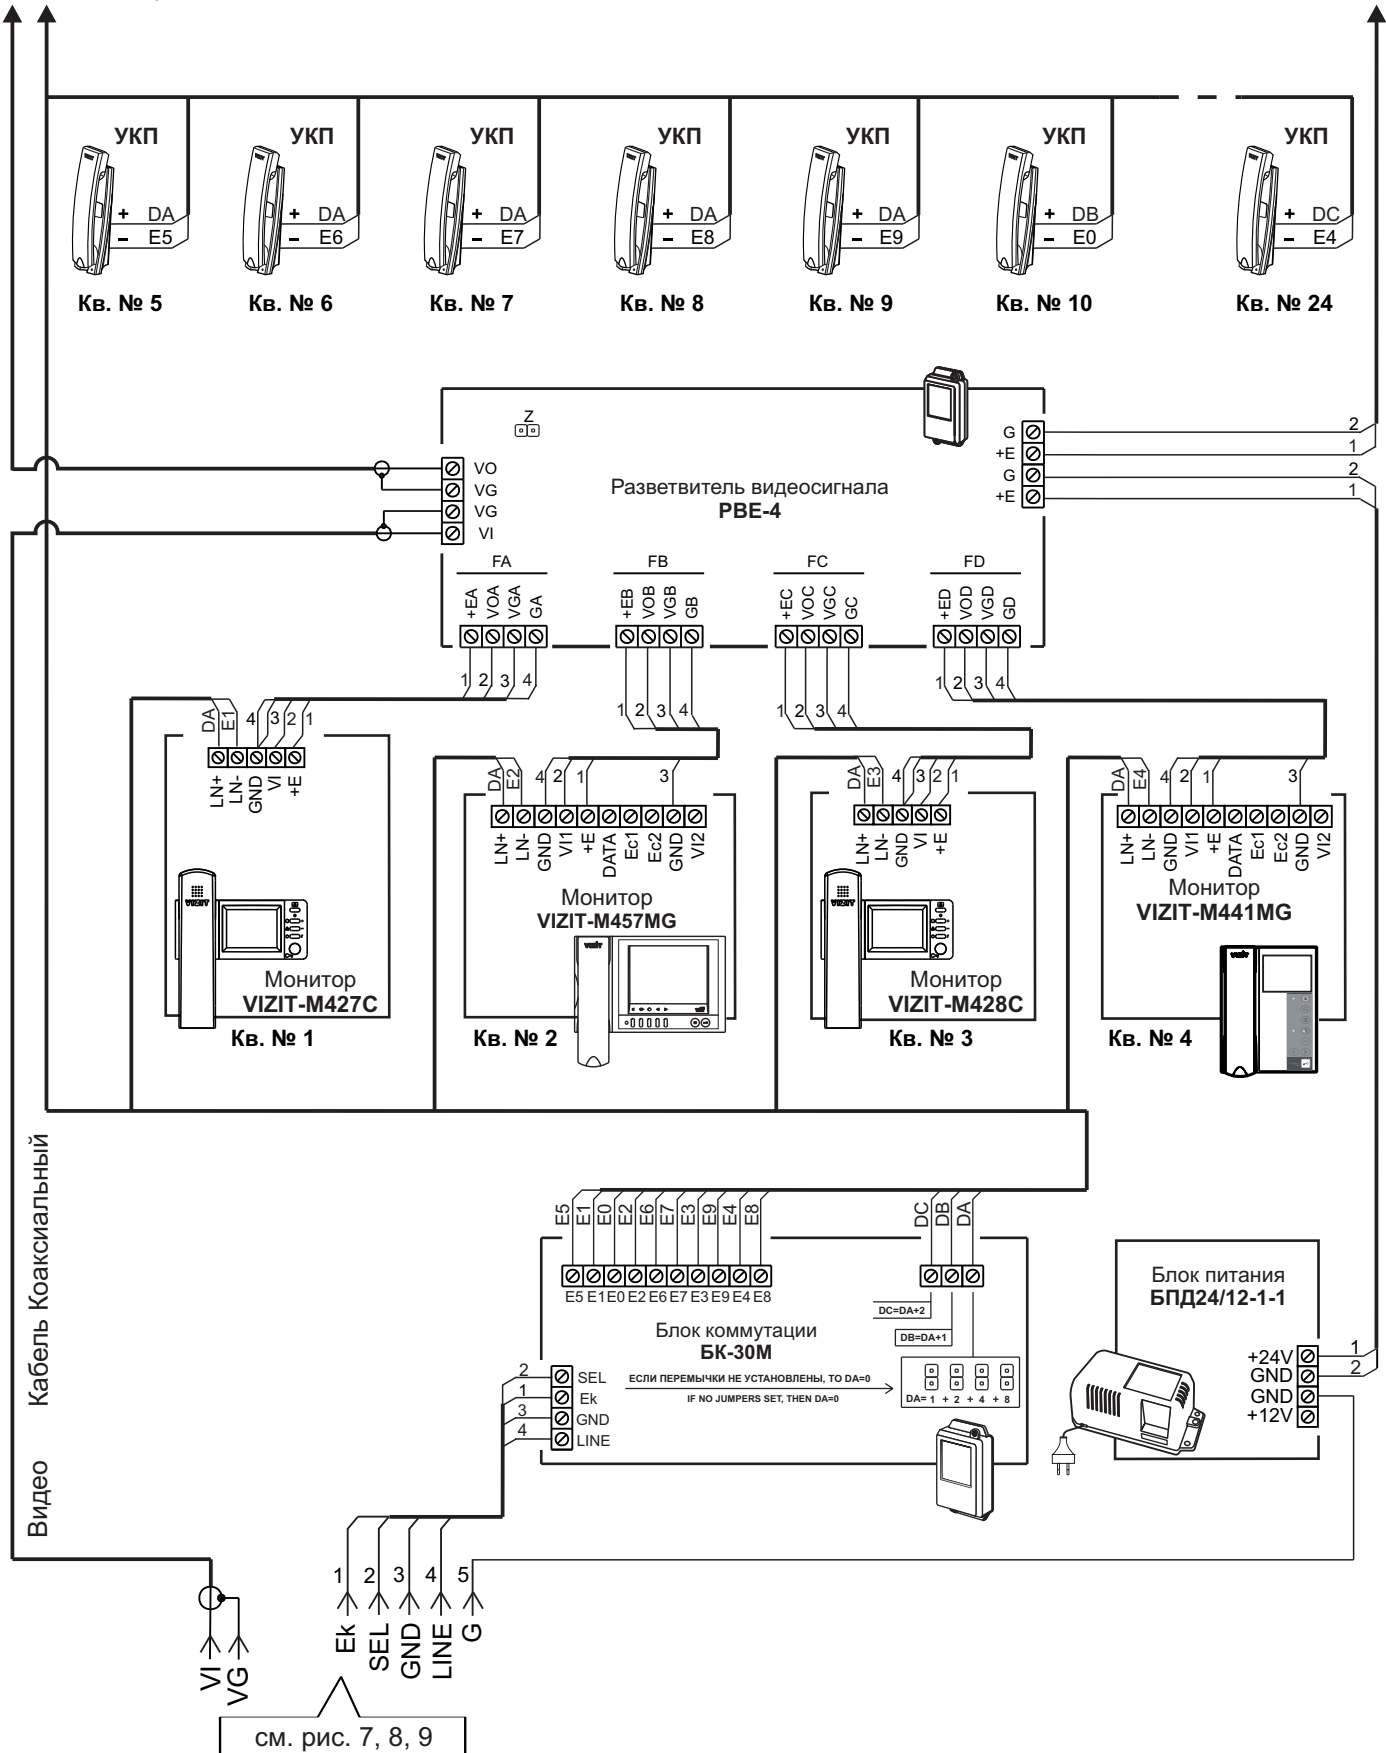 УКП УКП УКП УКП УКП УКП УКП
+ DA + DA + DA + DA + DA + DB + DC
– E5 – E6 – E7 – E8 – E9 – E0 – E4
Кв. № 5 Кв. № 6 Кв. № 7 Кв. № 8 Кв. № 9 Кв. № 10 Кв. № 24
Z
G 2
+E 1
G 2
+E 1
VO
VG
VG
VI
Разветвитель видеосигнала
РВЕ-4
FA FB FC FD
+EA VOA VGA GA
+EB VOB VGB GB
+EC VOC VGC GC
+ED VOD VGD GD
1 2 3 4
1 2 3 4
1 2 3 4
1 2 3 4
DA E1 4 3 2 1
LN+ LN- GND VI +E
Монитор
VIZIT-M427C
Кв. № 1
DA E2 4 2 1 3
LN+ LN- GND VI1 +E DATA Ec1 Ec2 GND VI2
Монитор
VIZIT-M457MG
Кв. № 2
DA E3 4 3 2 1
LN+ LN- GND VI +E
Монитор
VIZIT-M428C
Кв. № 3
DA E4 4 2 1 3
LN+ LN- GND VI1 +E DATA Ec1 Ec2 GND VI2
Монитор
VIZIT-M441MG
Кв. № 4
Видео Кабель Коаксиальный
E5 E1 E0 E2 E6 E7 E3 E9 E4 E8 DC DB DA
E5 E1 E0 E2 E6 E7 E3 E9 E4 E8
DC=DA+2
DB=DA+1
Блок коммутации
БК-30М
2 SEL
1 Ek
3 GND
4 LINE
ЕСЛИ ПЕРЕМЫЧКИ НЕ УСТАНОВЛЕНЫ, ТО DA=0
IF NO JUMPERS SET, THEN DA=0
DA= 1 + 2 + 4 + 8
Блок питания
БПД24/12-1-1
+24V 1
GND 2
GND
+12V
1 2 3 4 5
Ek SEL GND LINE G
VI VG
см. рис. 7, 8, 9